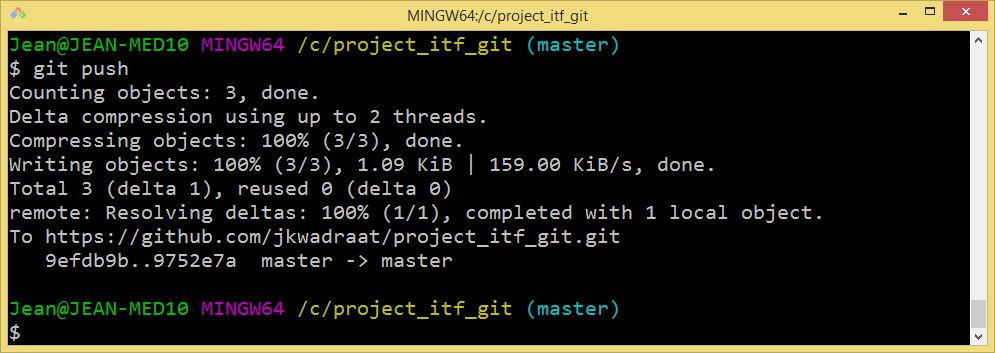 MINGW64:/c/project_itf_git
Jean@JEAN-MED10 MINGW64 /c/project_itf_git (master)
$ git push
Counting objects: 3, done.
Delta compression using up to 2 threads.
Compressing objects: 100% (3/3), done.
Writing objects: 100% (3/3), 1.09 KiB | 159.00 KiB/s, done.
Total 3 (delta 1), reused 0 (delta 0)
remote: Resolving deltas: 100% (1/1), completed with 1 local object.
To https://github.com/jkwadraat/project_itf_git.git
   9efdb9b..9752e7a  master -> master
Jean@JEAN-MED10 MINGW64 /c/project_itf_git (master)
$